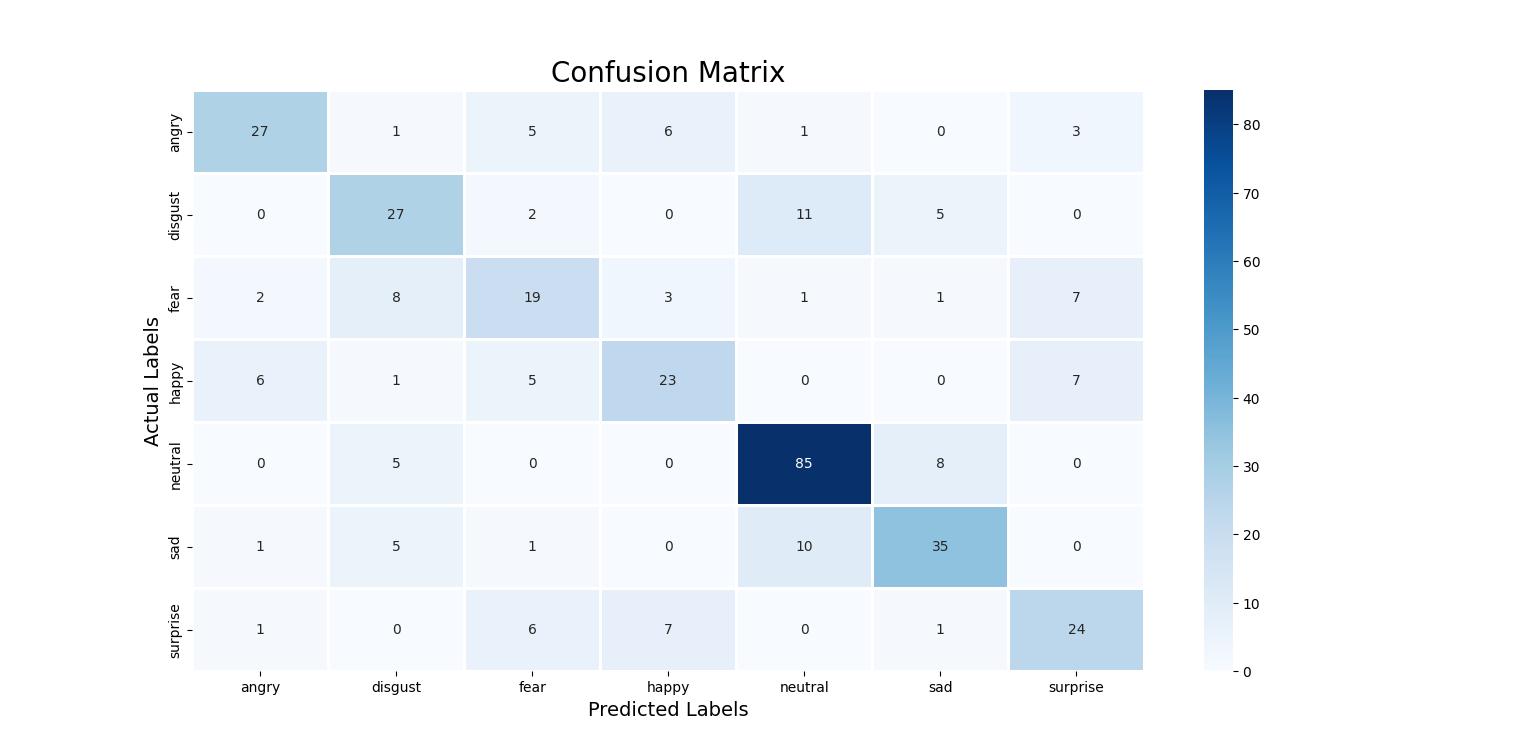 Confusion Matrix
angry 27 1 5 6 1 0 3
disgust 0 27 2 0 11 5 0
fear 2 8 19 3 1 1 7
happy 6 1 5 23 0 0 7
neutral 0 5 0 0 85 8 0
sad 1 5 1 0 10 35 0
surprise 1 0 6 7 0 1 24
angry disgust fear happy neutral sad surprise
Predicted Labels
Actual Labels
80
70
60
50
40
30
20
10
0